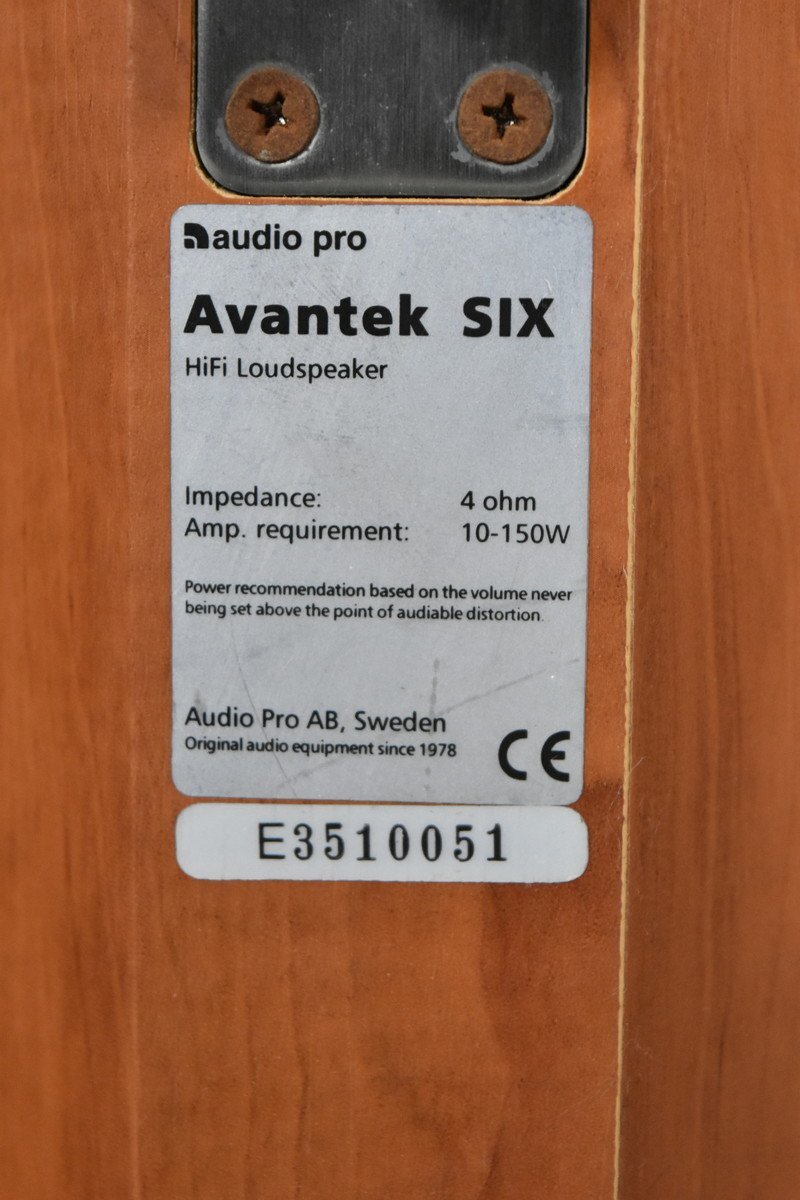 audio pro
Avantek SIX
HiFi Loudspeaker
Impedance: 4 ohm
Amp. requirement: 10-150W
Power recommendation based on the volume never
being set above the point of audiable distortion.
Audio Pro AB, Sweden
Original audio equipment since 1978
CE
E3510051